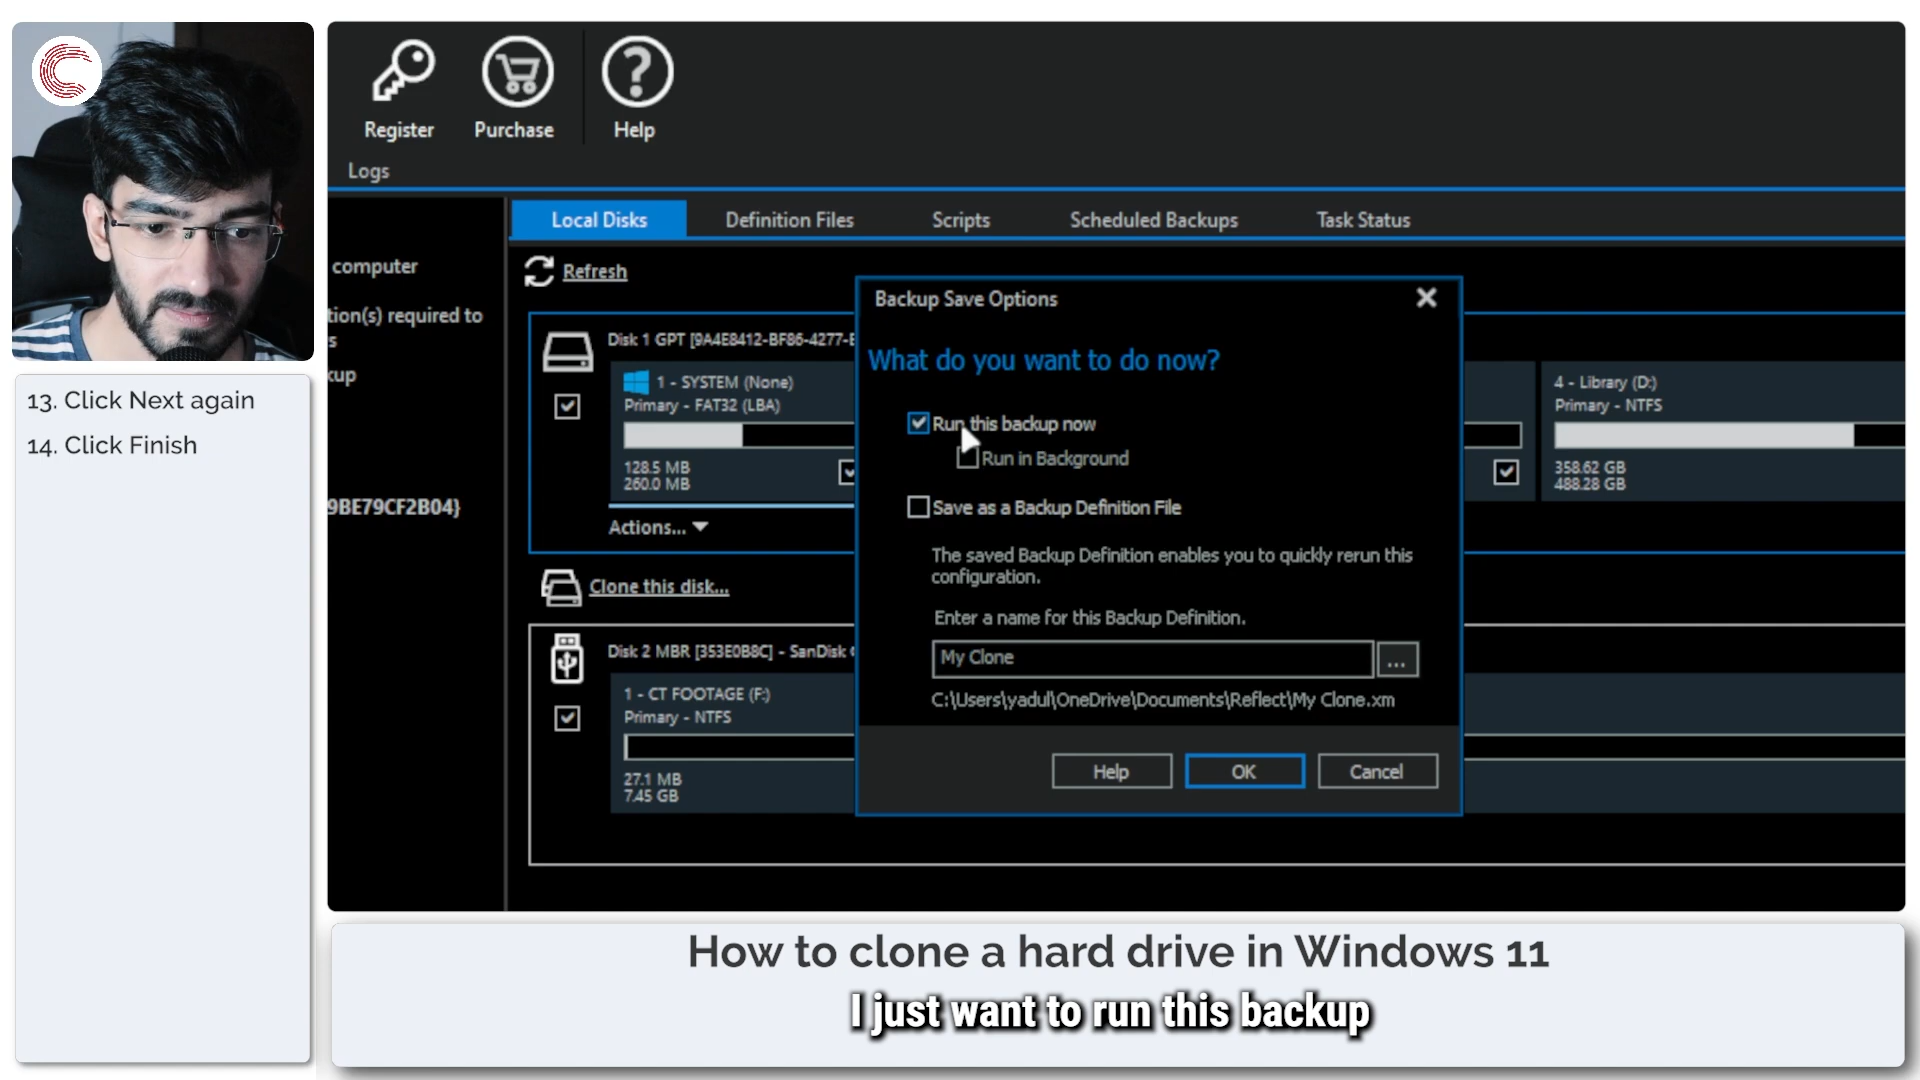 Register
Purchase
Help
Logs
Local Disks
Definition Files
Scripts
Scheduled Backups
Task Status
computer
tion(s) required to
s
kup
9BE79CF2B04}
Refresh
Disk 1 GPT [9A4E8412-BF86-4277-
1 - SYSTEM (None)
Primary - FAT32 (LBA)
128.5 MB
260.0 MB
Actions...
4 - Library (D:)
Primary - NTFS
358.62 GB
488.28 GB
Clone this disk...
Disk 2 MBR [353E0B8C] - SanDisk
1 - CT FOOTAGE (F:)
Primary - NTFS
27.1 MB
7.45 GB
Backup Save Options
What do you want to do now?
Run this backup now
Run in Background
Save as a Backup Definition File
The saved Backup Definition enables you to quickly rerun this
configuration.
Enter a name for this Backup Definition.
My Clone
...
C:\Users\yadul\OneDrive\Documents\Reflect\My Clone.xm
Help
OK
Cancel
13. Click Next again
14. Click Finish
How to clone a hard drive in Windows 11
I just want to run this backup